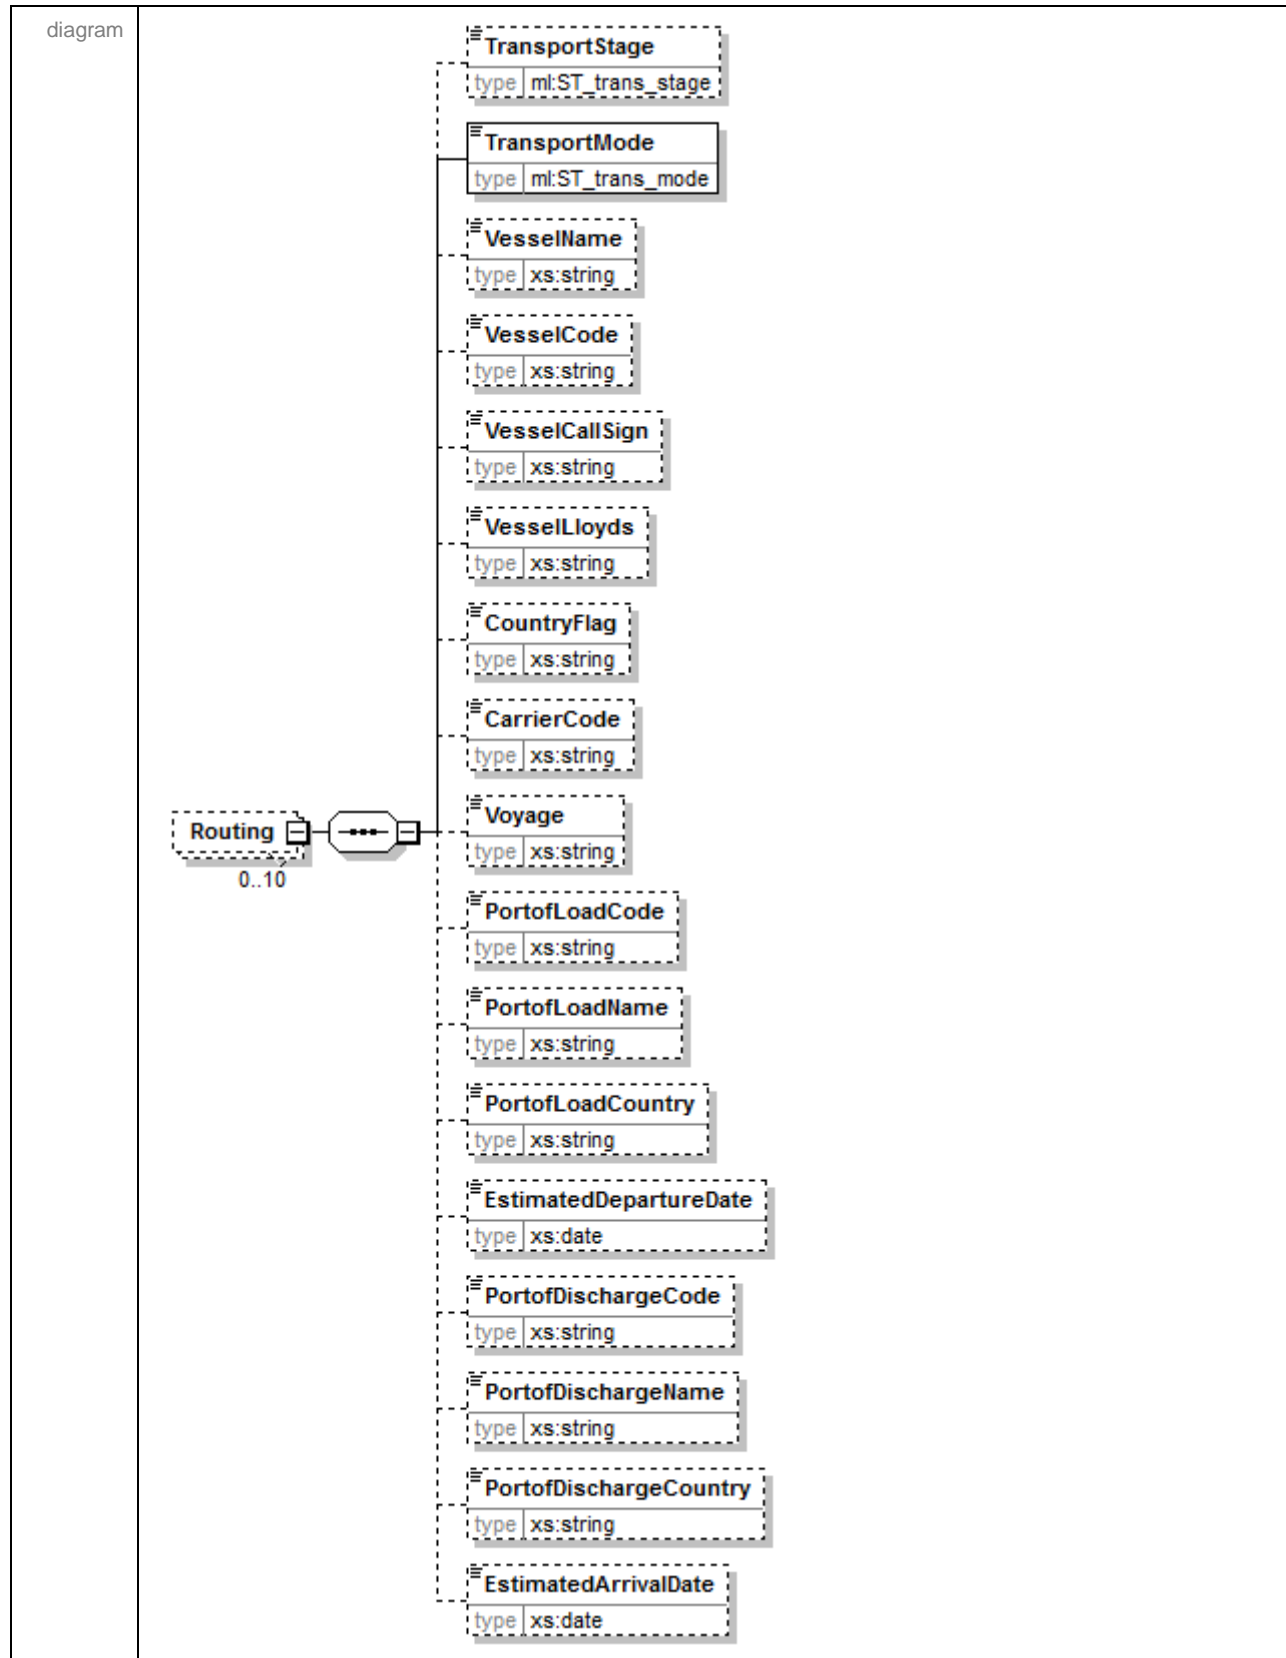 diagram
TransportStage
type ml:ST_trans_stage
TransportMode
type ml:ST_trans_mode
VesselName
type xs:string
VesselCode
type xs:string
VesselCallSign
type xs:string
VesselLloyds
type xs:string
CountryFlag
type xs:string
CarrierCode
type xs:string
Routing
0..10
Voyage
type xs:string
PortofLoadCode
type xs:string
PortofLoadName
type xs:string
PortofLoadCountry
type xs:string
EstimatedDepartureDate
type xs:date
PortofDischargeCode
type xs:string
PortofDischargeName
type xs:string
PortofDischargeCountry
type xs:string
EstimatedArrivalDate
type xs:date